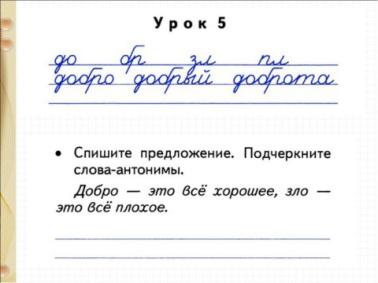 Урок 5
до бр зл пл
добро добрый доброта
• Спишите предложение. Подчеркните
слова-антонимы.
Добро — это всё хорошее, зло —
это всё плохое.